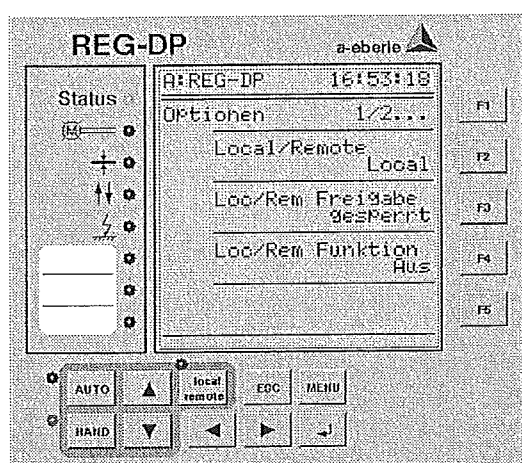 REG-DP
a-eberle
Status
M
A:REG-DP 16:53:18
Optionen 1/2...
Local/Remote
Local
Loc/Rem Freigabe
gesperrt
Loc/Rem Funktion
Aus
F1
F2
F3
F4
F5
AUTO
local
remote
ESC
MENU
HAND